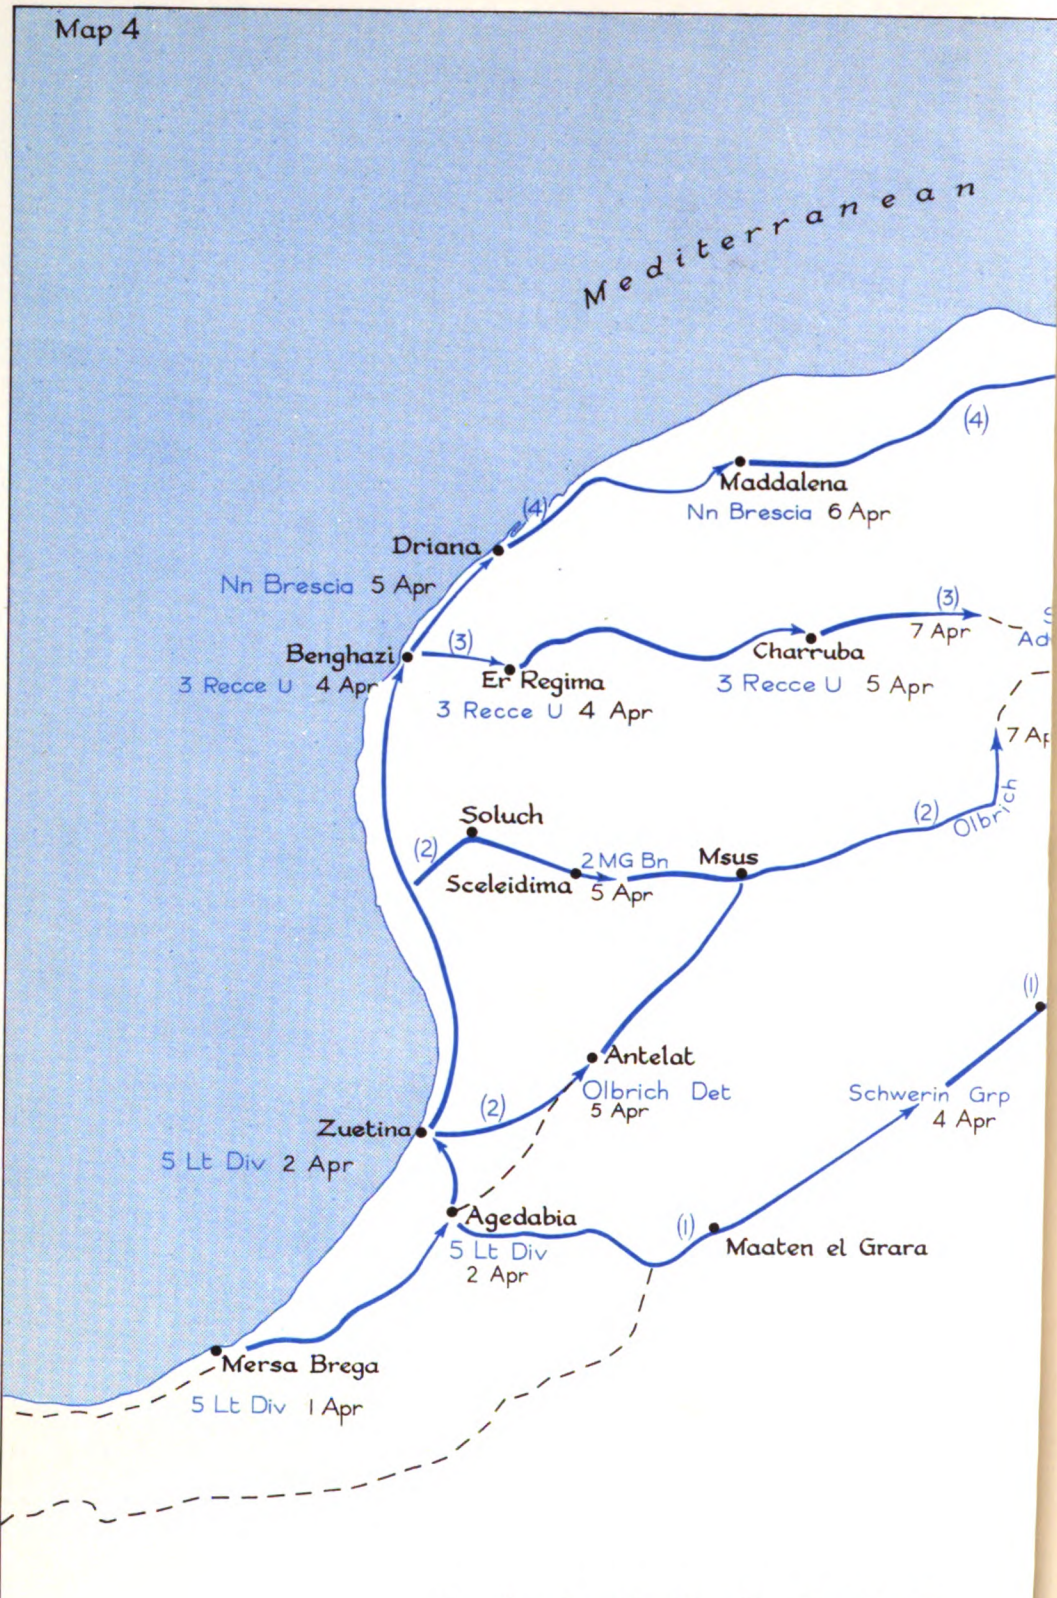 Map 4
Mediterranean
(4)
Maddalena
Nn Brescia 6 Apr
(4)
Driana
Nn Brescia 5 Apr
(3)
7 Apr
Benghazi
3 Recce U 4 Apr
(3)
Er Regima
3 Recce U 4 Apr
Charruba
3 Recce U 5 Apr
S
Ad
7 Ap
Soluch
(2)
Sceleidima
2 MG Bn
5 Apr
Msus
(2)
Olbrich
(1)
Antelat
Olbrich Det
5 Apr
(2)
Schwerin Grp
4 Apr
Zuetina
5 Lt Div 2 Apr
Agedabia
5 Lt Div
2 Apr
(1)
Maaten el Grara
Mersa Brega
5 Lt Div 1 Apr